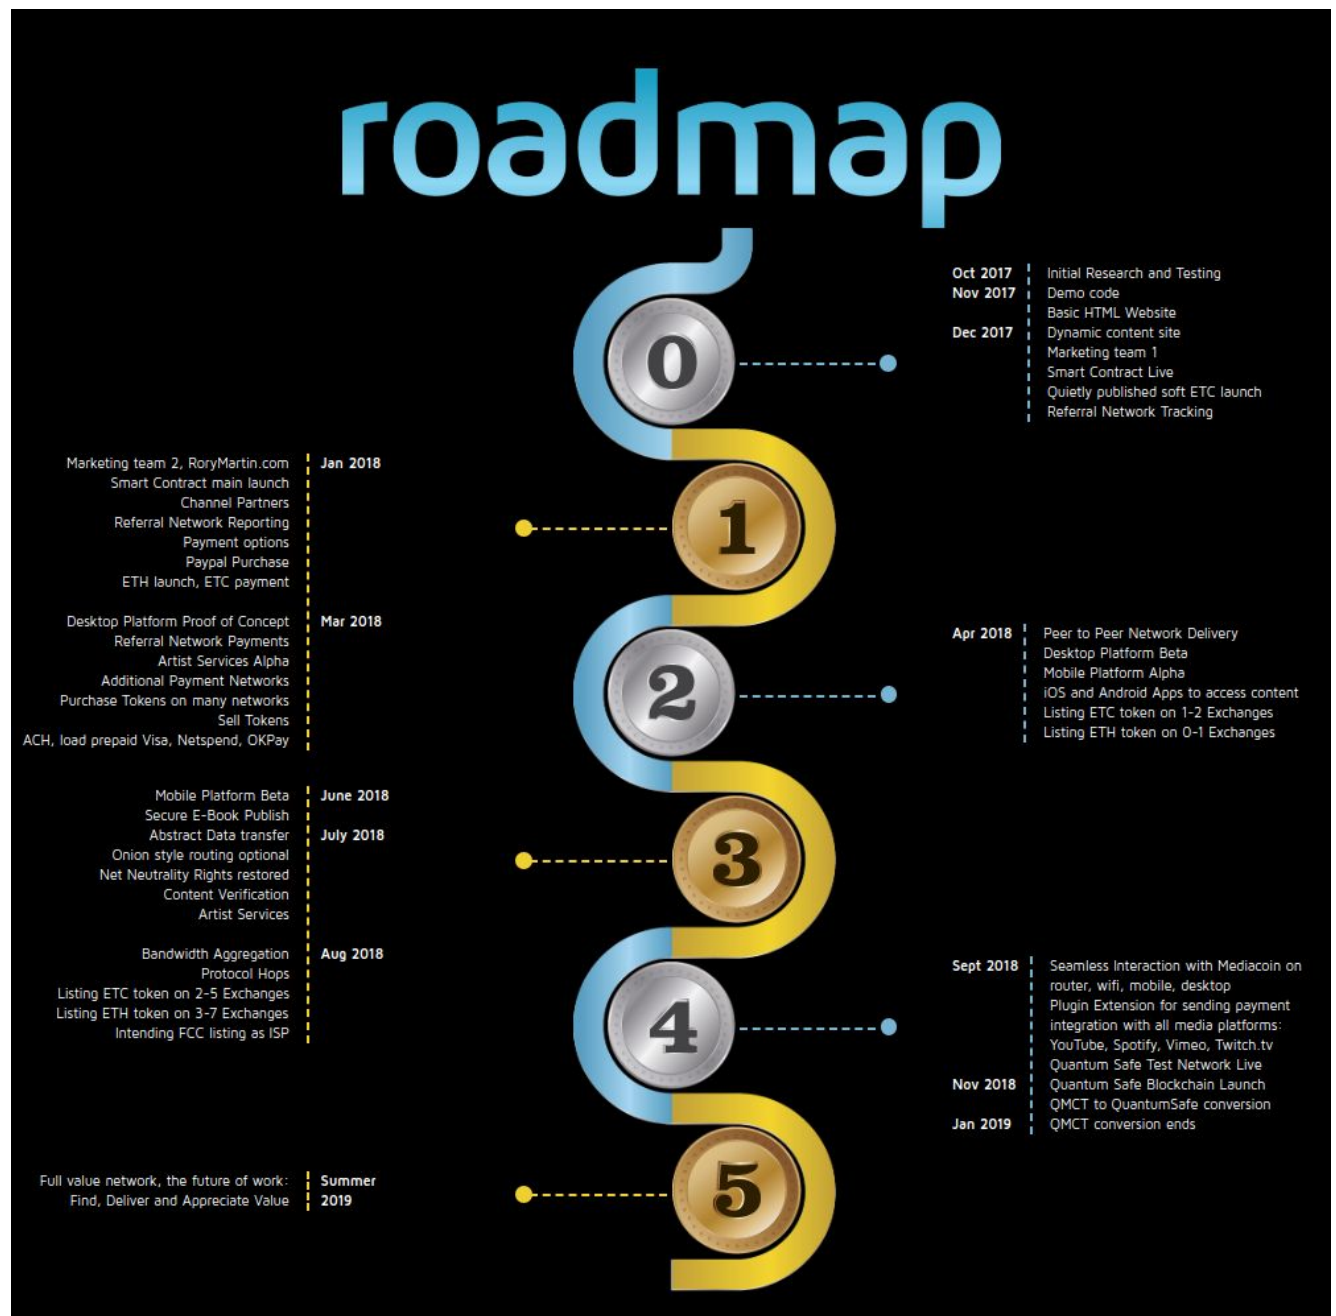 roadmap
0
Oct 2017 Initial Research and Testing
Nov 2017 Demo code
Basic HTML Website
Dec 2017 Dynamic content site
Marketing team 1
Smart Contract Live
Quietly published soft ETC launch
Referral Network Tracking
1
Marketing team 2, RoryMartin.com Jan 2018
Smart Contract main launch
Channel Partners
Referral Network Reporting
Payment options
Paypal Purchase
ETH launch, ETC payment
Desktop Platform Proof of Concept Mar 2018
Referral Network Payments
Artist Services Alpha
Additional Payment Networks
Purchase Tokens on many networks
Sell Tokens
ACH, load prepaid Visa, Netspend, OKPay
2
Apr 2018 Peer to Peer Network Delivery
Desktop Platform Beta
Mobile Platform Alpha
iOS and Android Apps to access content
Listing ETC token on 1-2 Exchanges
Listing ETH token on 0-1 Exchanges
3
Mobile Platform Beta June 2018
Secure E-Book Publish
Abstract Data transfer July 2018
Onion style routing optional
Net Neutrality Rights restored
Content Verification
Artist Services
Bandwidth Aggregation Aug 2018
Protocol Hops
Listing ETC token on 2-5 Exchanges
Listing ETH token on 3-7 Exchanges
Intending FCC listing as ISP
4
Sept 2018 Seamless Interaction with Mediacoin on
router, wifi, mobile, desktop
Plugin Extension for sending payment
integration with all media platforms:
YouTube, Spotify, Vimeo, Twitch.tv
Quantum Safe Test Network Live
Nov 2018 Quantum Safe Blockchain Launch
QMCT to QuantumSafe conversion
Jan 2019 QMCT conversion ends
5
Full value network, the future of work: Summer
Find, Deliver and Appreciate Value 2019